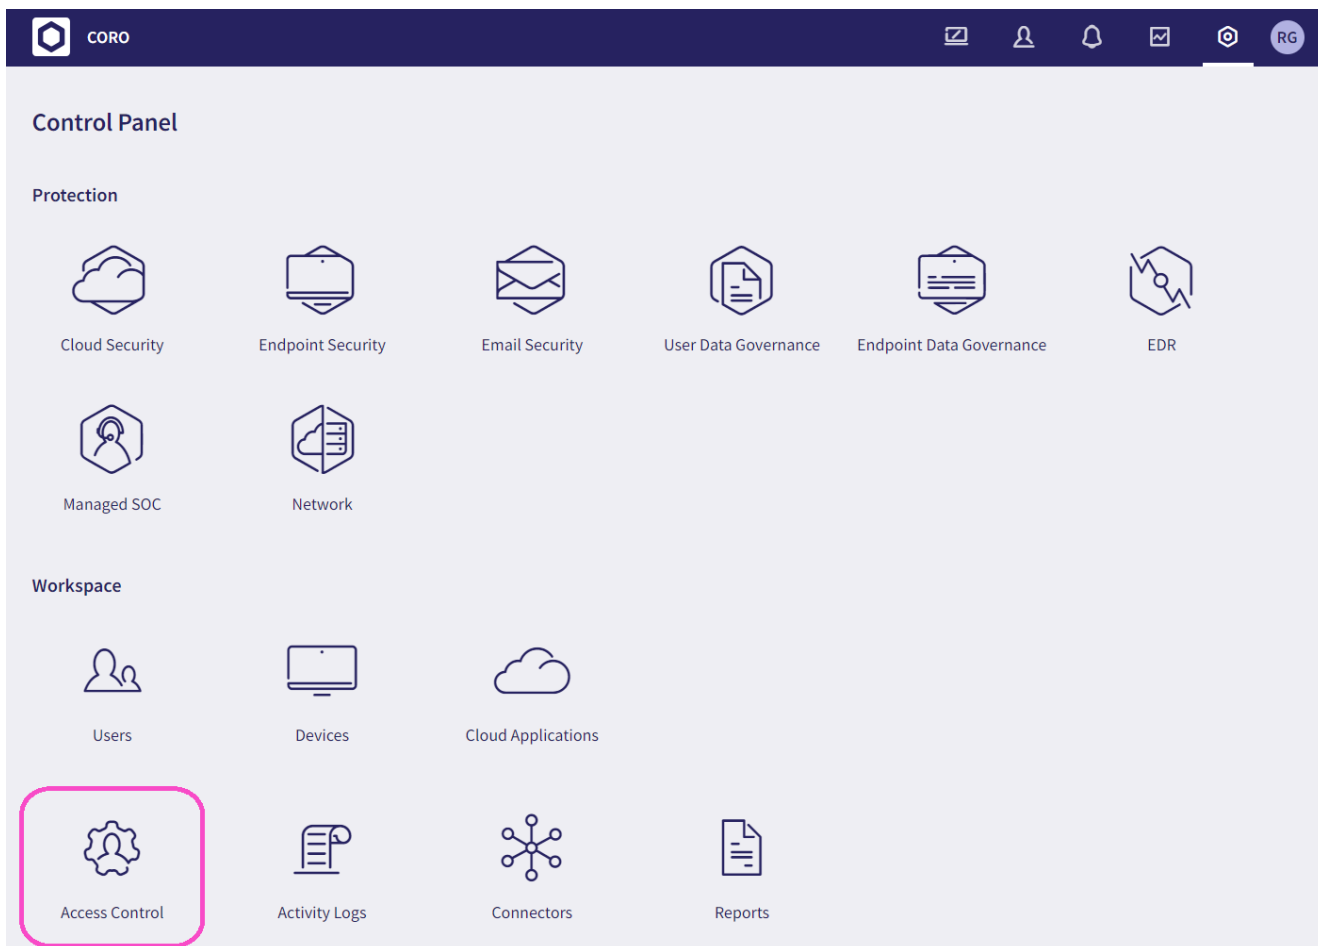 CORO
RG
Control Panel
Protection
Cloud Security
Endpoint Security
Email Security
User Data Governance
Endpoint Data Governance
EDR
Managed SOC
Network
Workspace
Users
Devices
Cloud Applications
Access Control
Activity Logs
Connectors
Reports